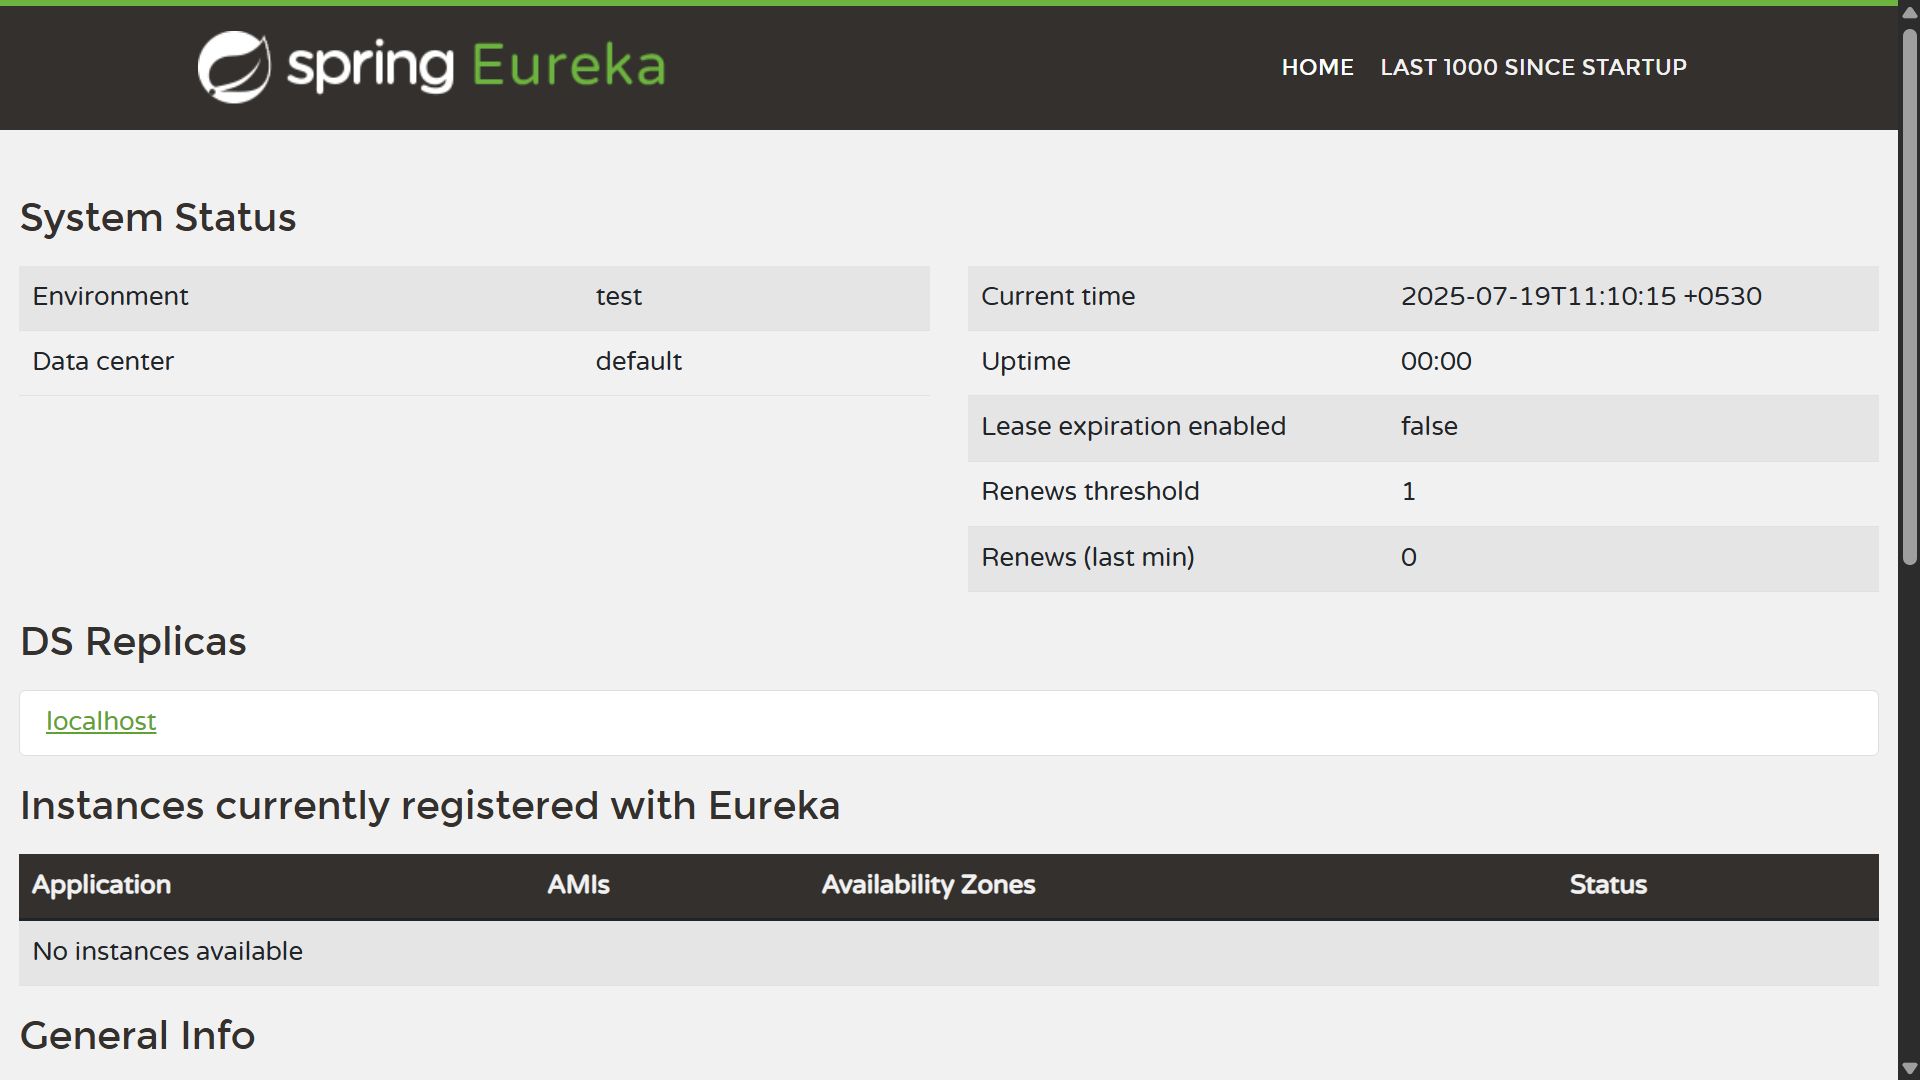 spring Eureka
HOME LAST 1000 SINCE STARTUP
System Status
Environment test
Data center default
Current time 2025-07-19T11:10:15 +0530
Uptime 00:00
Lease expiration enabled false
Renews threshold 1
Renews (last min) 0
DS Replicas
localhost
Instances currently registered with Eureka
Application AMIs Availability Zones Status
No instances available
General Info